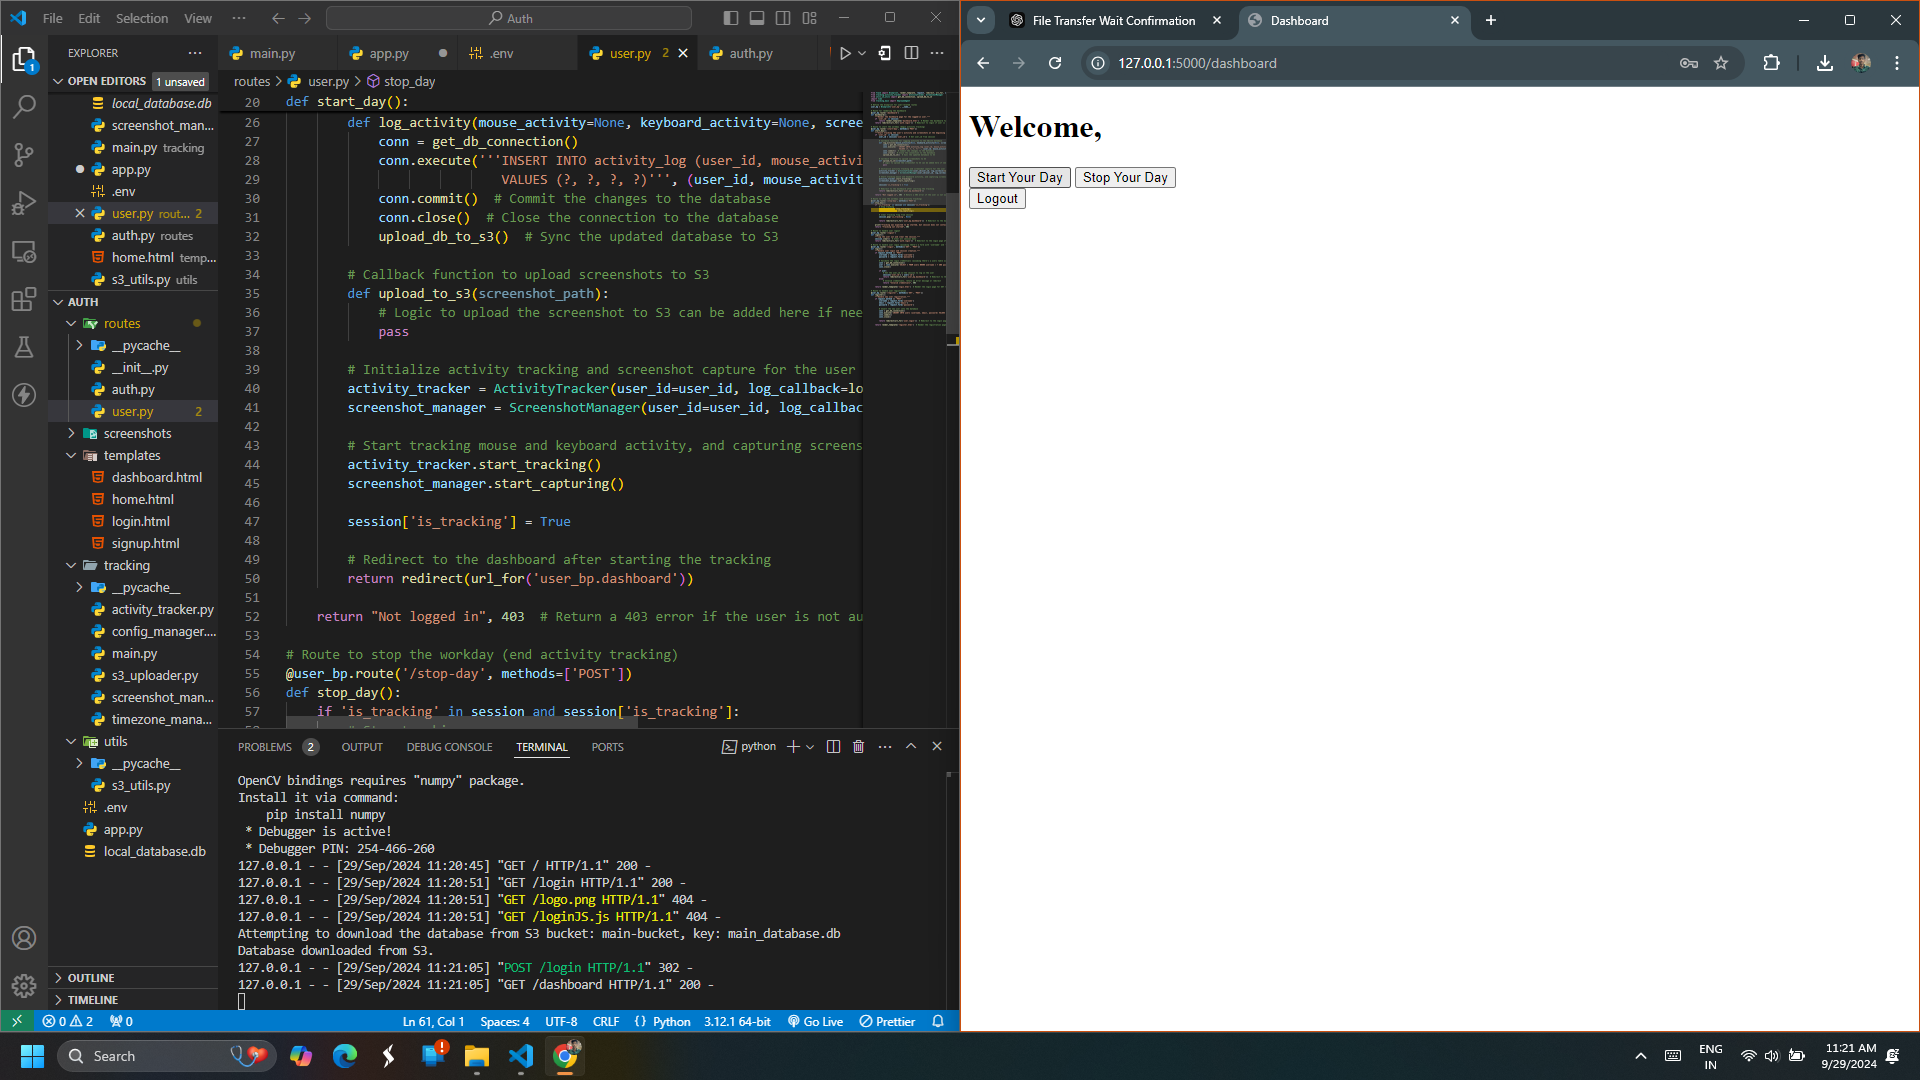 File Edit Selection View ... Auth
EXPLORER
OPEN EDITORS 1 unsaved
local_database.db
screenshot_man...
main.py tracking
app.py
.env
user.py rout... 2
auth.py routes
home.html temp...
s3_utils.py utils
AUTH
routes
__pycache__
__init__.py
auth.py
user.py 2
screenshots
templates
dashboard.html
home.html
login.html
signup.html
tracking
__pycache__
activity_tracker.py
config_manager....
main.py
s3_uploader.py
screenshot_man...
timezone_mana...
utils
__pycache__
s3_utils.py
.env
app.py
local_database.db
OUTLINE
TIMELINE
main.py app.py .env user.py 2 auth.py
routes > user.py > stop_day
20 def start_day():
26 def log_activity(mouse_activity=None, keyboard_activity=None, scree
27 conn = get_db_connection()
28 conn.execute('''INSERT INTO activity_log (user_id, mouse_activi
29 VALUES (?, ?, ?, ?)''', (user_id, mouse_activit
30 conn.commit() # Commit the changes to the database
31 conn.close() # Close the connection to the database
32 upload_db_to_s3() # Sync the updated database to S3
33
34 # Callback function to upload screenshots to S3
35 def upload_to_s3(screenshot_path):
36 # Logic to upload the screenshot to S3 can be added here if nee
37 pass
38
39 # Initialize activity tracking and screenshot capture for the user
40 activity_tracker = ActivityTracker(user_id=user_id, log_callback=lo
41 screenshot_manager = ScreenshotManager(user_id=user_id, log_callbac
42
43 # Start tracking mouse and keyboard activity, and capturing screens
44 activity_tracker.start_tracking()
45 screenshot_manager.start_capturing()
46
47 session['is_tracking'] = True
48
49 # Redirect to the dashboard after starting the tracking
50 return redirect(url_for('user_bp.dashboard'))
51
52 return "Not logged in", 403 # Return a 403 error if the user is not au
53
54 # Route to stop the workday (end activity tracking)
55 @user_bp.route('/stop-day', methods=['POST'])
56 def stop_day():
57 if 'is_tracking' in session and session['is_tracking']:
PROBLEMS 2 OUTPUT DEBUG CONSOLE TERMINAL PORTS python
OpenCV bindings requires "numpy" package.
Install it via command:
pip install numpy
* Debugger is active!
* Debugger PIN: 254-466-260
127.0.0.1 - - [29/Sep/2024 11:20:45] "GET / HTTP/1.1" 200 -
127.0.0.1 - - [29/Sep/2024 11:20:51] "GET /login HTTP/1.1" 200 -
127.0.0.1 - - [29/Sep/2024 11:20:51] "GET /logo.png HTTP/1.1" 404 -
127.0.0.1 - - [29/Sep/2024 11:20:51] "GET /loginJS.js HTTP/1.1" 404 -
Attempting to download the database from S3 bucket: main-bucket, key: main_database.db
Database downloaded from S3.
127.0.0.1 - - [29/Sep/2024 11:21:05] "POST /login HTTP/1.1" 302 -
127.0.0.1 - - [29/Sep/2024 11:21:05] "GET /dashboard HTTP/1.1" 200 -
0 2 0 Ln 61, Col 1 Spaces: 4 UTF-8 CRLF {} Python 3.12.1 64-bit Go Live Prettier
File Transfer Wait Confirmation Dashboard
127.0.0.1:5000/dashboard
Welcome,
Start Your Day Stop Your Day
Logout
Search
ENG
IN
11:21 AM
9/29/2024